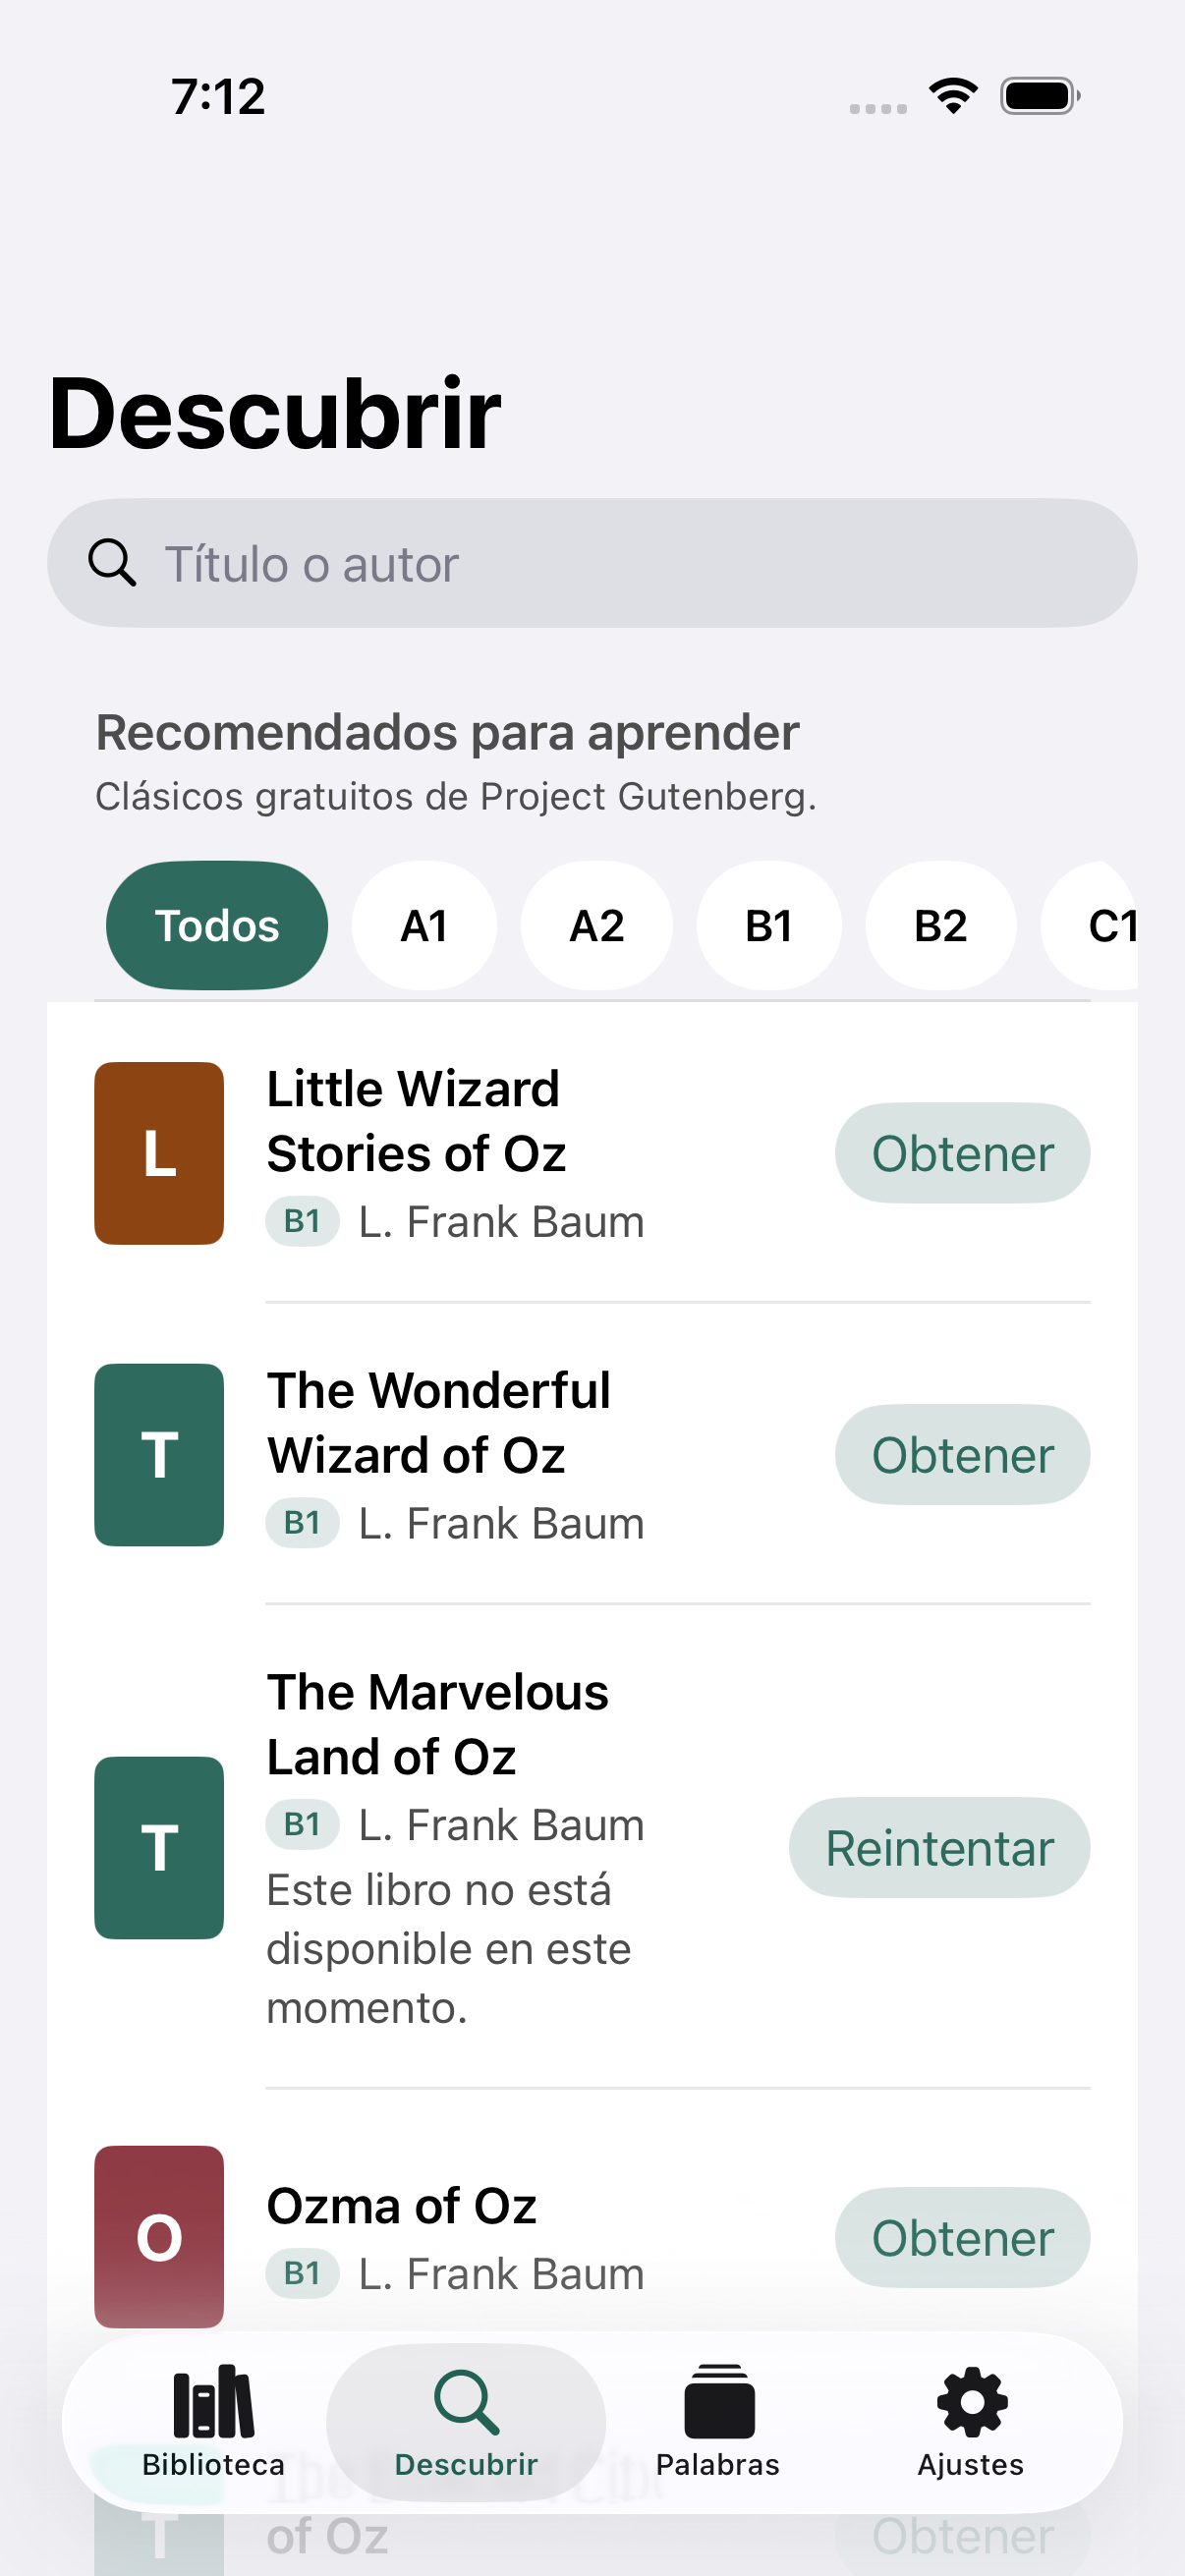 7:12
Descubrir
Título o autor
Recomendados para aprender
Clásicos gratuitos de Project Gutenberg.
Todos A1 A2 B1 B2 C1
L
Little Wizard
Stories of Oz
B1 L. Frank Baum
Obtener
T
The Wonderful
Wizard of Oz
B1 L. Frank Baum
Obtener
T
The Marvelous
Land of Oz
B1 L. Frank Baum
Este libro no está
disponible en este
momento.
Reintentar
O
Ozma of Oz
B1 L. Frank Baum
Obtener
Biblioteca Descubrir Palabras Ajustes
T
The
of Oz
Obtener